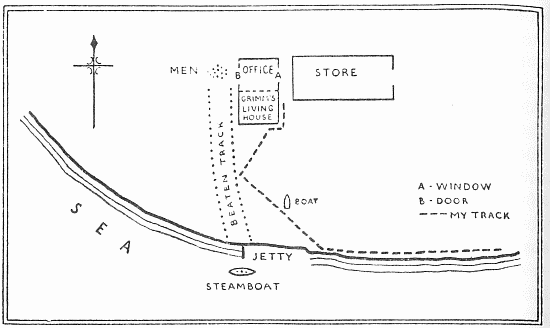 MEN
B
OFFICE
A
STORE
GRIMM'S
LIVING
HOUSE
BEATEN TRACK
BOAT
A - WINDOW
B - DOOR
--- MY TRACK
SEA
JETTY
STEAMBOAT